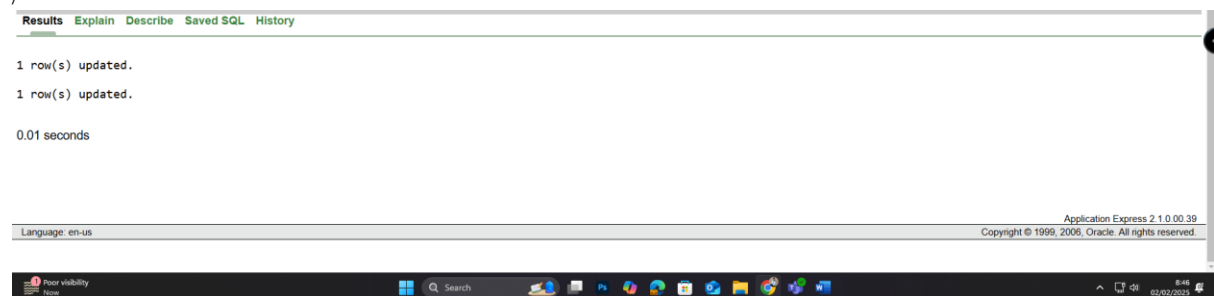 Results Explain Describe Saved SQL History
1 row(s) updated.
1 row(s) updated.
0.01 seconds
Application Express 2.1.0.00.39
Language: en-us Copyright © 1999, 2006, Oracle. All rights reserved.
1 Poor visibility
Now
Search
Ps
W
8:46
02/02/2025